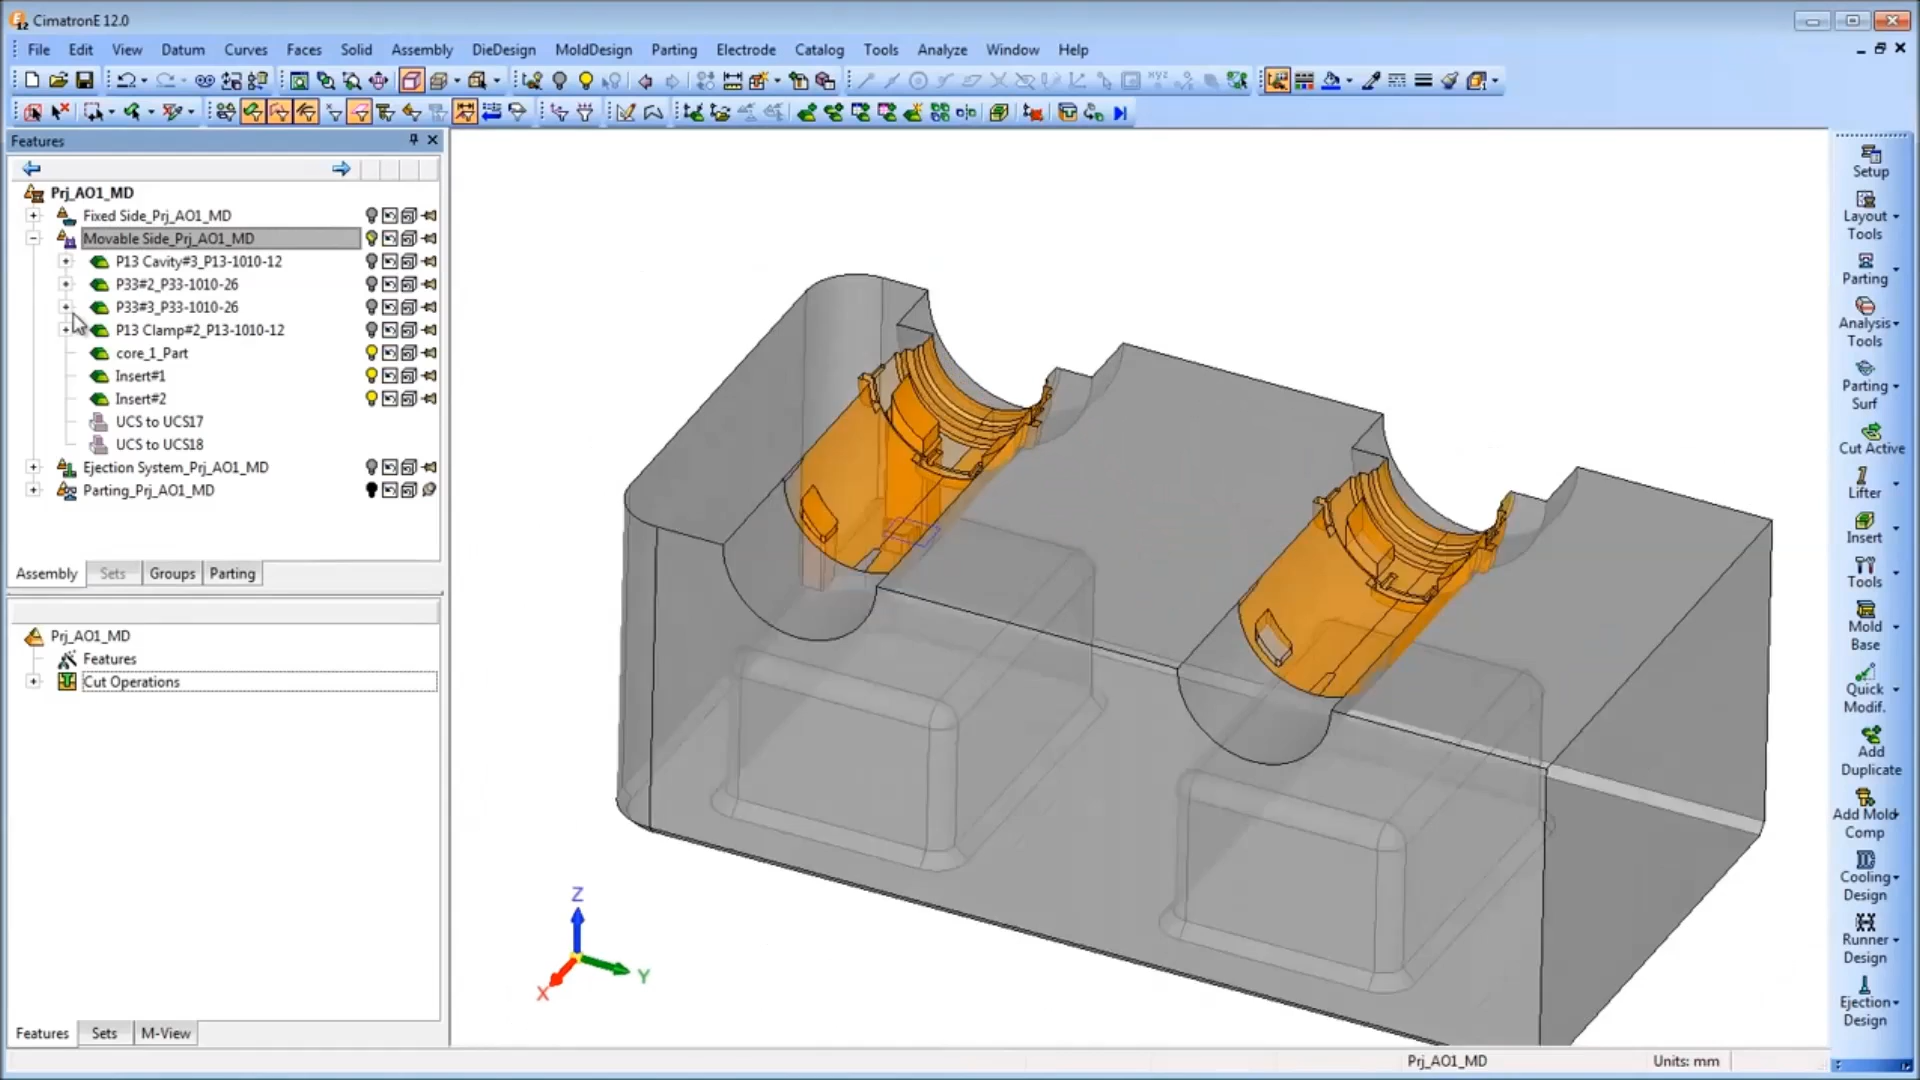 CimatronE 12.0
File Edit View Datum Curves Faces Solid Assembly DieDesign MoldDesign Parting Electrode Catalog Tools Analyze Window Help
Features
Prj_AO1_MD
Fixed Side_Prj_AO1_MD
Movable Side_Prj_AO1_MD
P13 Cavity#3_P13-1010-12
P33#2_P33-1010-26
P33#3_P33-1010-26
P13 Clamp#2_P13-1010-12
core_1_Part
Insert#1
Insert#2
UCS to UCS17
UCS to UCS18
Ejection System_Prj_AO1_MD
Parting_Prj_AO1_MD
Assembly Sets Groups Parting
Prj_AO1_MD
Features
Cut Operations
Features Sets M-View
Z
Y
X
Setup
Layout
Tools
Parting
Analysis
Tools
Parting
Surf
Cut Active
Lifter
Insert
Tools
Mold
Base
Quick
Modif.
Add
Duplicate
Add Mold
Comp
Cooling
Design
Runner
Design
Ejection
Design
Prj_AO1_MD
Units: mm